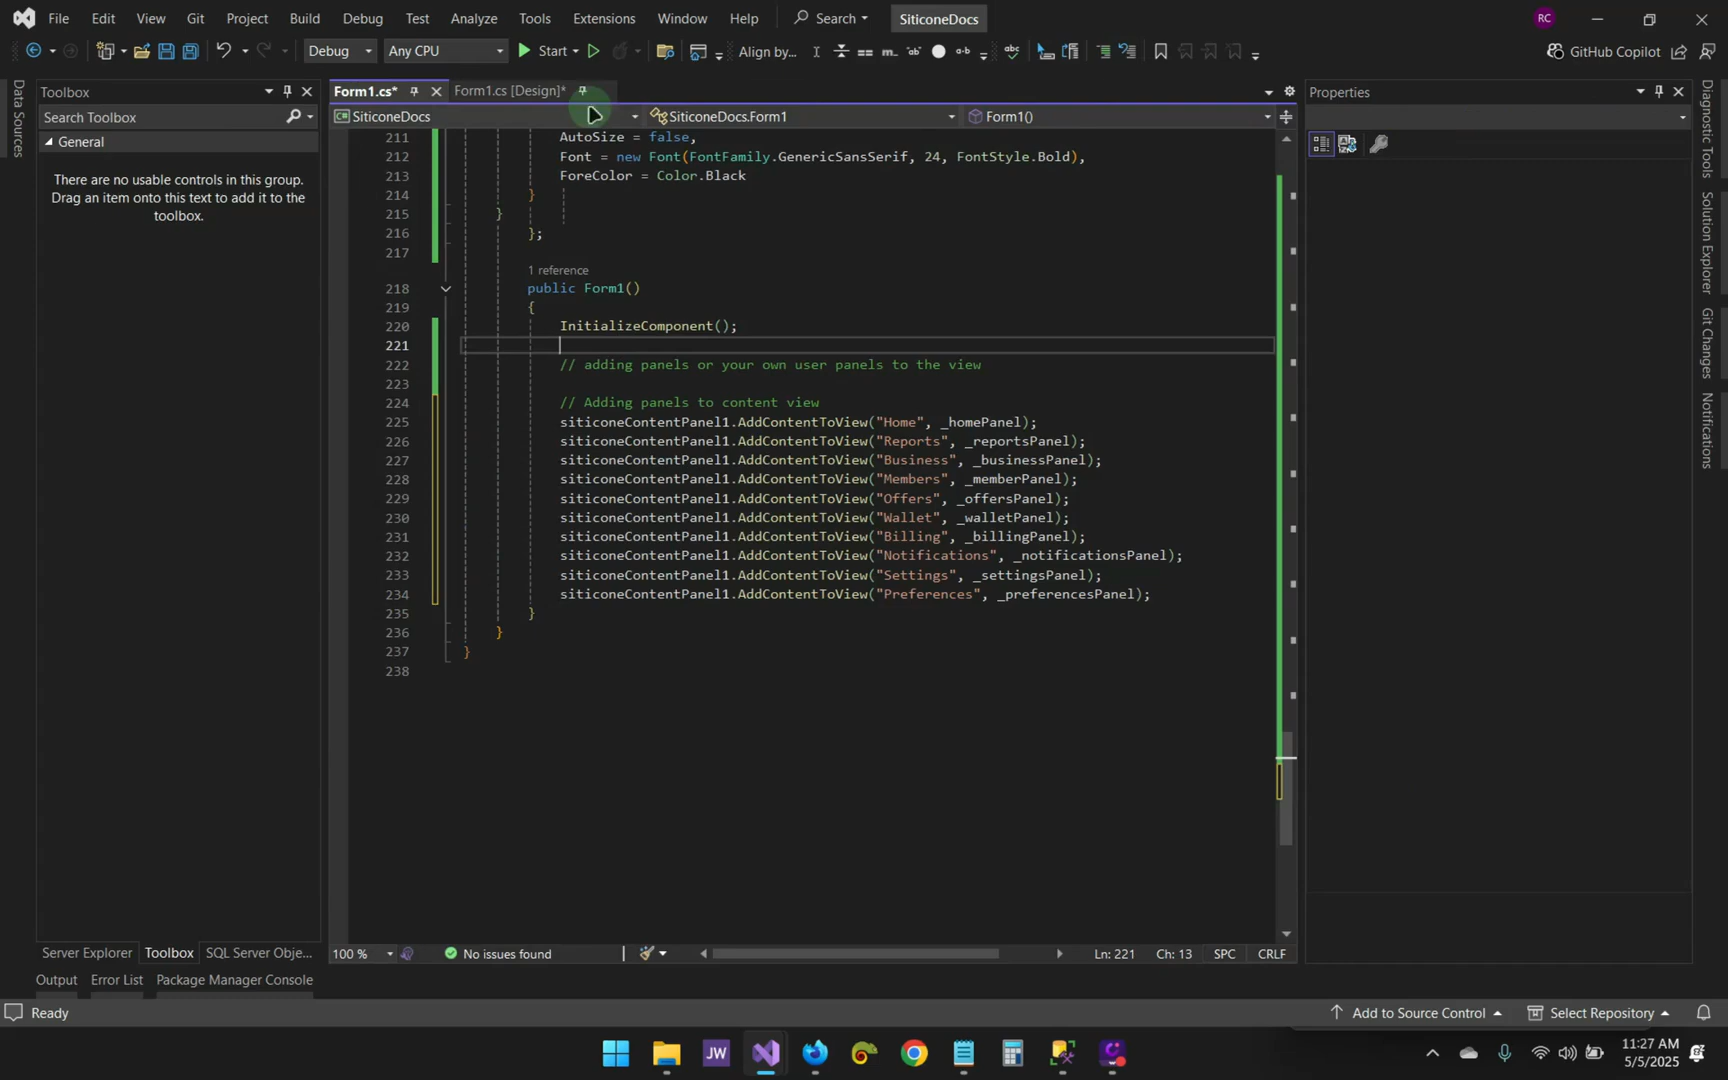 File Edit View Git Project Build Debug Test Analyze Tools Extensions Window Help Search SiticoneDocs RC
Debug Any CPU Start Align by... GitHub Copilot
Data Sources
Toolbox
Search Toolbox
General
There are no usable controls in this group.
Drag an item onto this text to add it to the
toolbox.
Form1.cs* Form1.cs [Design]*
SiticoneDocs SiticoneDocs.Form1 Form1()
211 AutoSize = false,
212 Font = new Font(FontFamily.GenericSansSerif, 24, FontStyle.Bold),
213 ForeColor = Color.Black
214 }
215 }
216 };
217
1 reference
218 public Form1()
219 {
220 InitializeComponent();
221
222 // adding panels or your own user panels to the view
223
224 // Adding panels to content view
225 siticoneContentPanel1.AddContentToView("Home", _homePanel);
226 siticoneContentPanel1.AddContentToView("Reports", _reportsPanel);
227 siticoneContentPanel1.AddContentToView("Business", _businessPanel);
228 siticoneContentPanel1.AddContentToView("Members", _memberPanel);
229 siticoneContentPanel1.AddContentToView("Offers", _offersPanel);
230 siticoneContentPanel1.AddContentToView("Wallet", _walletPanel);
231 siticoneContentPanel1.AddContentToView("Billing", _billingPanel);
232 siticoneContentPanel1.AddContentToView("Notifications", _notificationsPanel);
233 siticoneContentPanel1.AddContentToView("Settings", _settingsPanel);
234 siticoneContentPanel1.AddContentToView("Preferences", _preferencesPanel);
235 }
236 }
237 }
238
Properties
Diagnostic Tools
Solution Explorer
Git Changes
Notifications
100 % No issues found Ln: 221 Ch: 13 SPC CRLF
Server Explorer Toolbox SQL Server Obje...
Output Error List Package Manager Console
Ready Add to Source Control Select Repository
JW
11:27 AM
5/5/2025